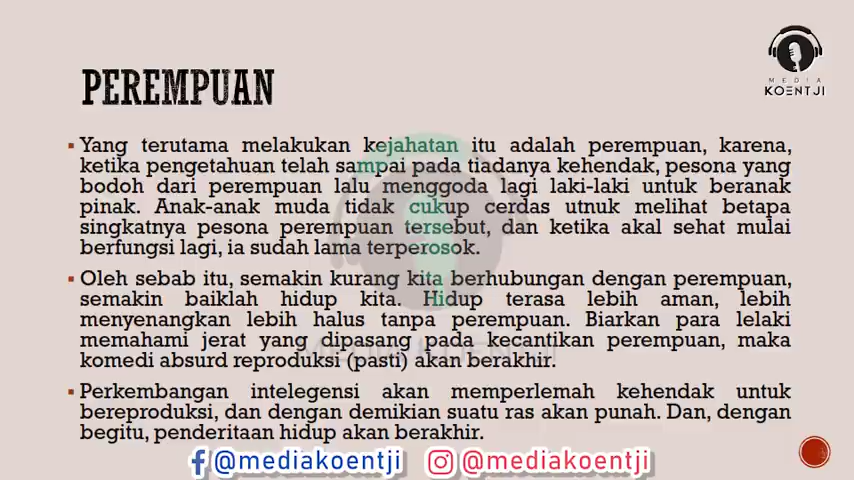 MEDIA
KOENTJI
PEREMPUAN
Yang terutama melakukan kejahatan itu adalah perempuan, karena,
ketika pengetahuan telah sampai pada tiadanya kehendak, pesona yang
bodoh dari perempuan lalu menggoda lagi laki-laki untuk beranak
pinak. Anak-anak muda tidak cukup cerdas utnuk melihat betapa
singkatnya pesona perempuan tersebut, dan ketika akal sehat mulai
berfungsi lagi, ia sudah lama terperosok.
Oleh sebab itu, semakin kurang kita berhubungan dengan perempuan,
semakin baiklah hidup kita. Hidup terasa lebih aman, lebih
menyenangkan lebih halus tanpa perempuan. Biarkan para lelaki
memahami jerat yang dipasang pada kecantikan perempuan, maka
komedi absurd reproduksi (pasti) akan berakhir.
Perkembangan intelegensi akan memperlemah kehendak untuk
bereproduksi, dan dengan demikian suatu ras akan punah. Dan, dengan
begitu, penderitaan hidup akan berakhir.
@mediakoentji @mediakoentji